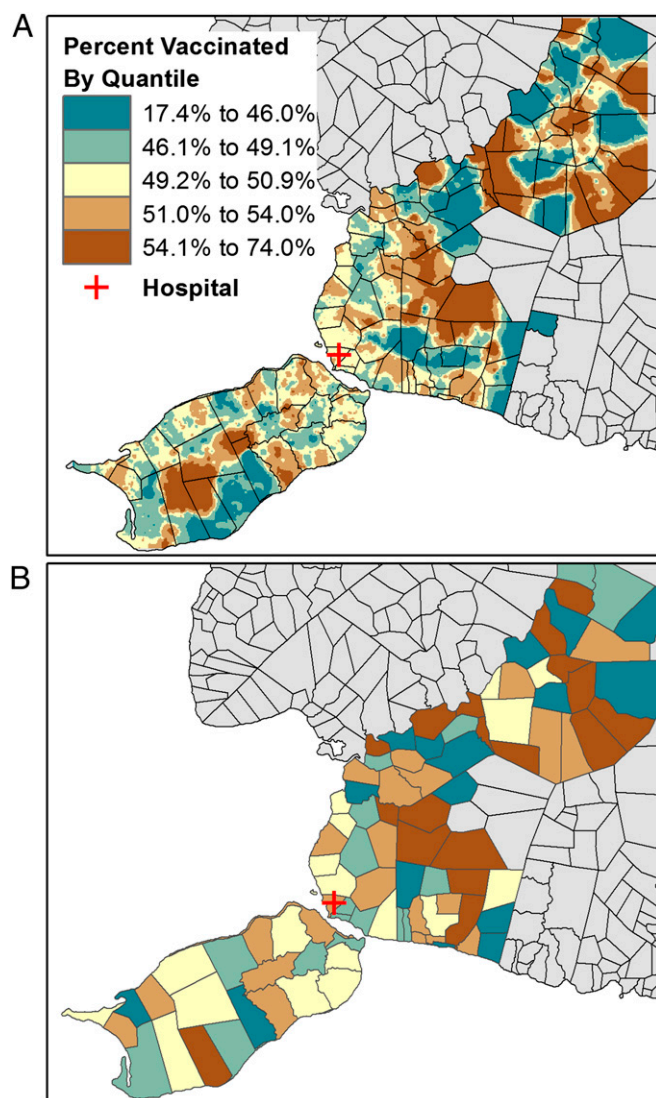 A
Percent Vaccinated
By Quantile
17.4% to 46.0%
46.1% to 49.1%
49.2% to 50.9%
51.0% to 54.0%
54.1% to 74.0%
Hospital
B